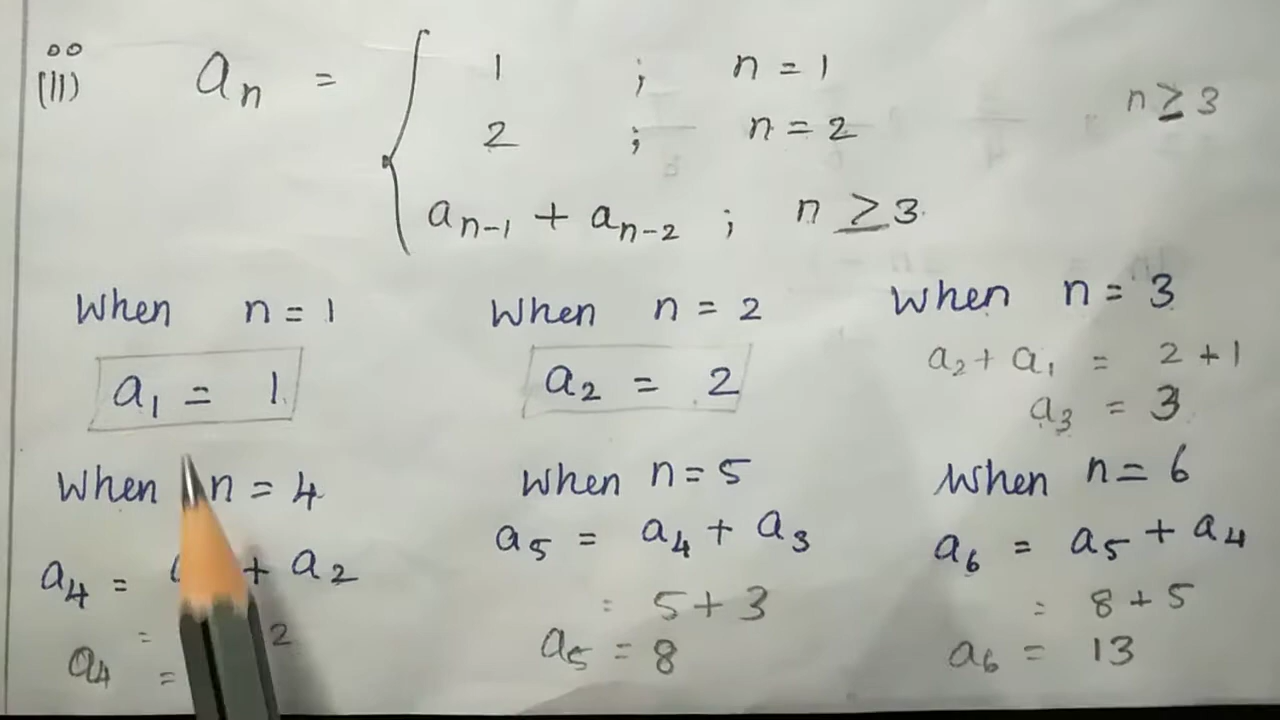 (ii) aₙ = { 1 ; n = 1
2 ; n = 2
aₙ₋₁ + aₙ₋₂ ; n ≥ 3
n ≥ 3
When n = 1
a₁ = 1
When n = 2
a₂ = 2
When n = 3
a₂ + a₁ = 2 + 1
a₃ = 3
When n = 4
a₄ = + a₂
= 2
a₄ =
When n = 5
a₅ = a₄ + a₃
= 5 + 3
a₅ = 8
When n = 6
a₆ = a₅ + a₄
= 8 + 5
a₆ = 13